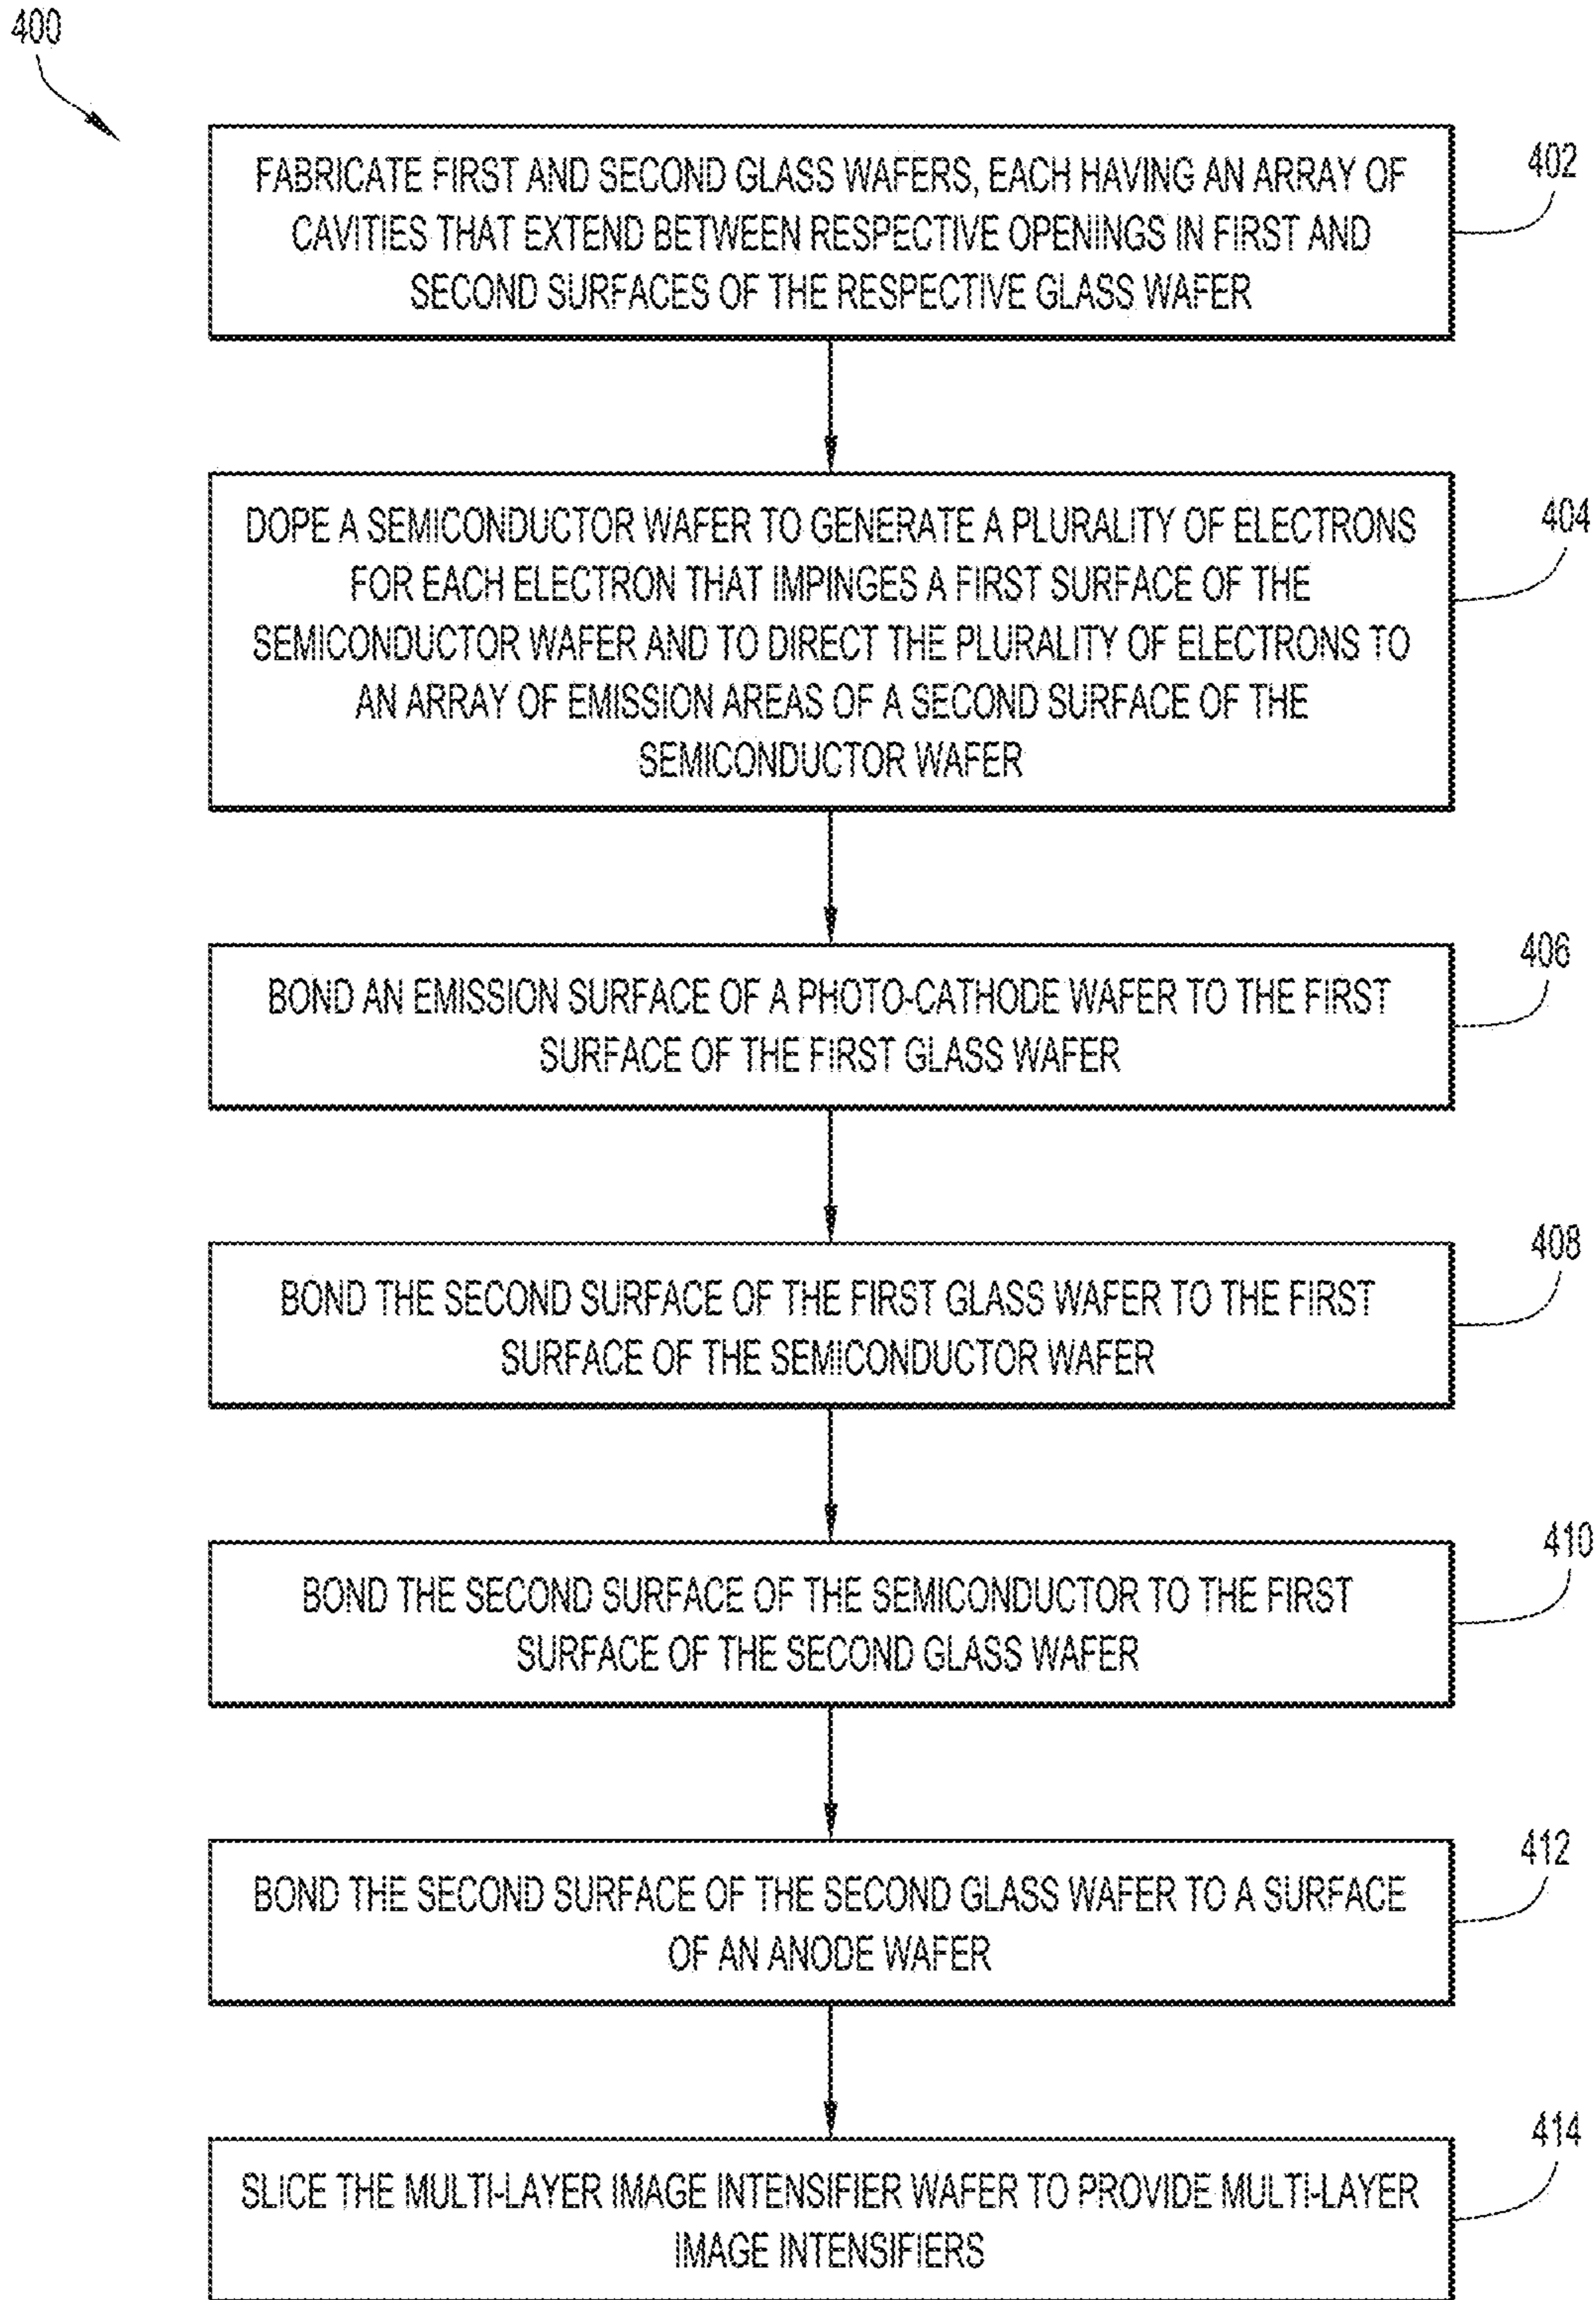 400
FABRICATE FIRST AND SECOND GLASS WAFERS, EACH HAVING AN ARRAY OF
CAVITIES THAT EXTEND BETWEEN RESPECTIVE OPENINGS IN FIRST AND
SECOND SURFACES OF THE RESPECTIVE GLASS WAFER
402
DOPE A SEMICONDUCTOR WAFER TO GENERATE A PLURALITY OF ELECTRONS
FOR EACH ELECTRON THAT IMPINGES A FIRST SURFACE OF THE
SEMICONDUCTOR WAFER AND TO DIRECT THE PLURALITY OF ELECTRONS TO
AN ARRAY OF EMISSION AREAS OF A SECOND SURFACE OF THE
SEMICONDUCTOR WAFER
404
BOND AN EMISSION SURFACE OF A PHOTO-CATHODE WAFER TO THE FIRST
SURFACE OF THE FIRST GLASS WAFER
406
BOND THE SECOND SURFACE OF THE FIRST GLASS WAFER TO THE FIRST
SURFACE OF THE SEMICONDUCTOR WAFER
408
BOND THE SECOND SURFACE OF THE SEMICONDUCTOR TO THE FIRST
SURFACE OF THE SECOND GLASS WAFER
410
BOND THE SECOND SURFACE OF THE SECOND GLASS WAFER TO A SURFACE
OF AN ANODE WAFER
412
SLICE THE MULTI-LAYER IMAGE INTENSIFIER WAFER TO PROVIDE MULTI-LAYER
IMAGE INTENSIFIERS
414